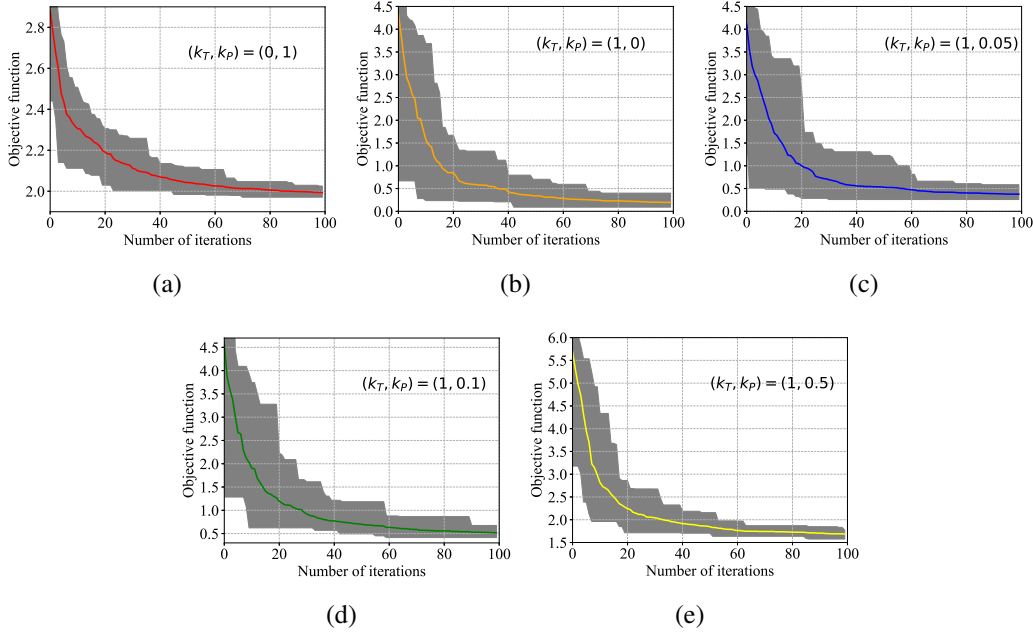 2.8
2.6
2.4
2.2
2.0
Objective function
(k_T, k_P) = (0, 1)
0 20 40 60 80 100
Number of iterations
(a)
4.5
4.0
3.5
3.0
2.5
2.0
1.5
1.0
0.5
0.0
Objective function
(k_T, k_P) = (1, 0)
0 20 40 60 80 100
Number of iterations
(b)
4.5
4.0
3.5
3.0
2.5
2.0
1.5
1.0
0.5
0.0
Objective function
(k_T, k_P) = (1, 0.05)
0 20 40 60 80 100
Number of iterations
(c)
4.5
4.0
3.5
3.0
2.5
2.0
1.5
1.0
0.5
Objective function
(k_T, k_P) = (1, 0.1)
0 20 40 60 80 100
Number of iterations
(d)
6.0
5.5
5.0
4.5
4.0
3.5
3.0
2.5
2.0
1.5
Objective function
(k_T, k_P) = (1, 0.5)
0 20 40 60 80 100
Number of iterations
(e)